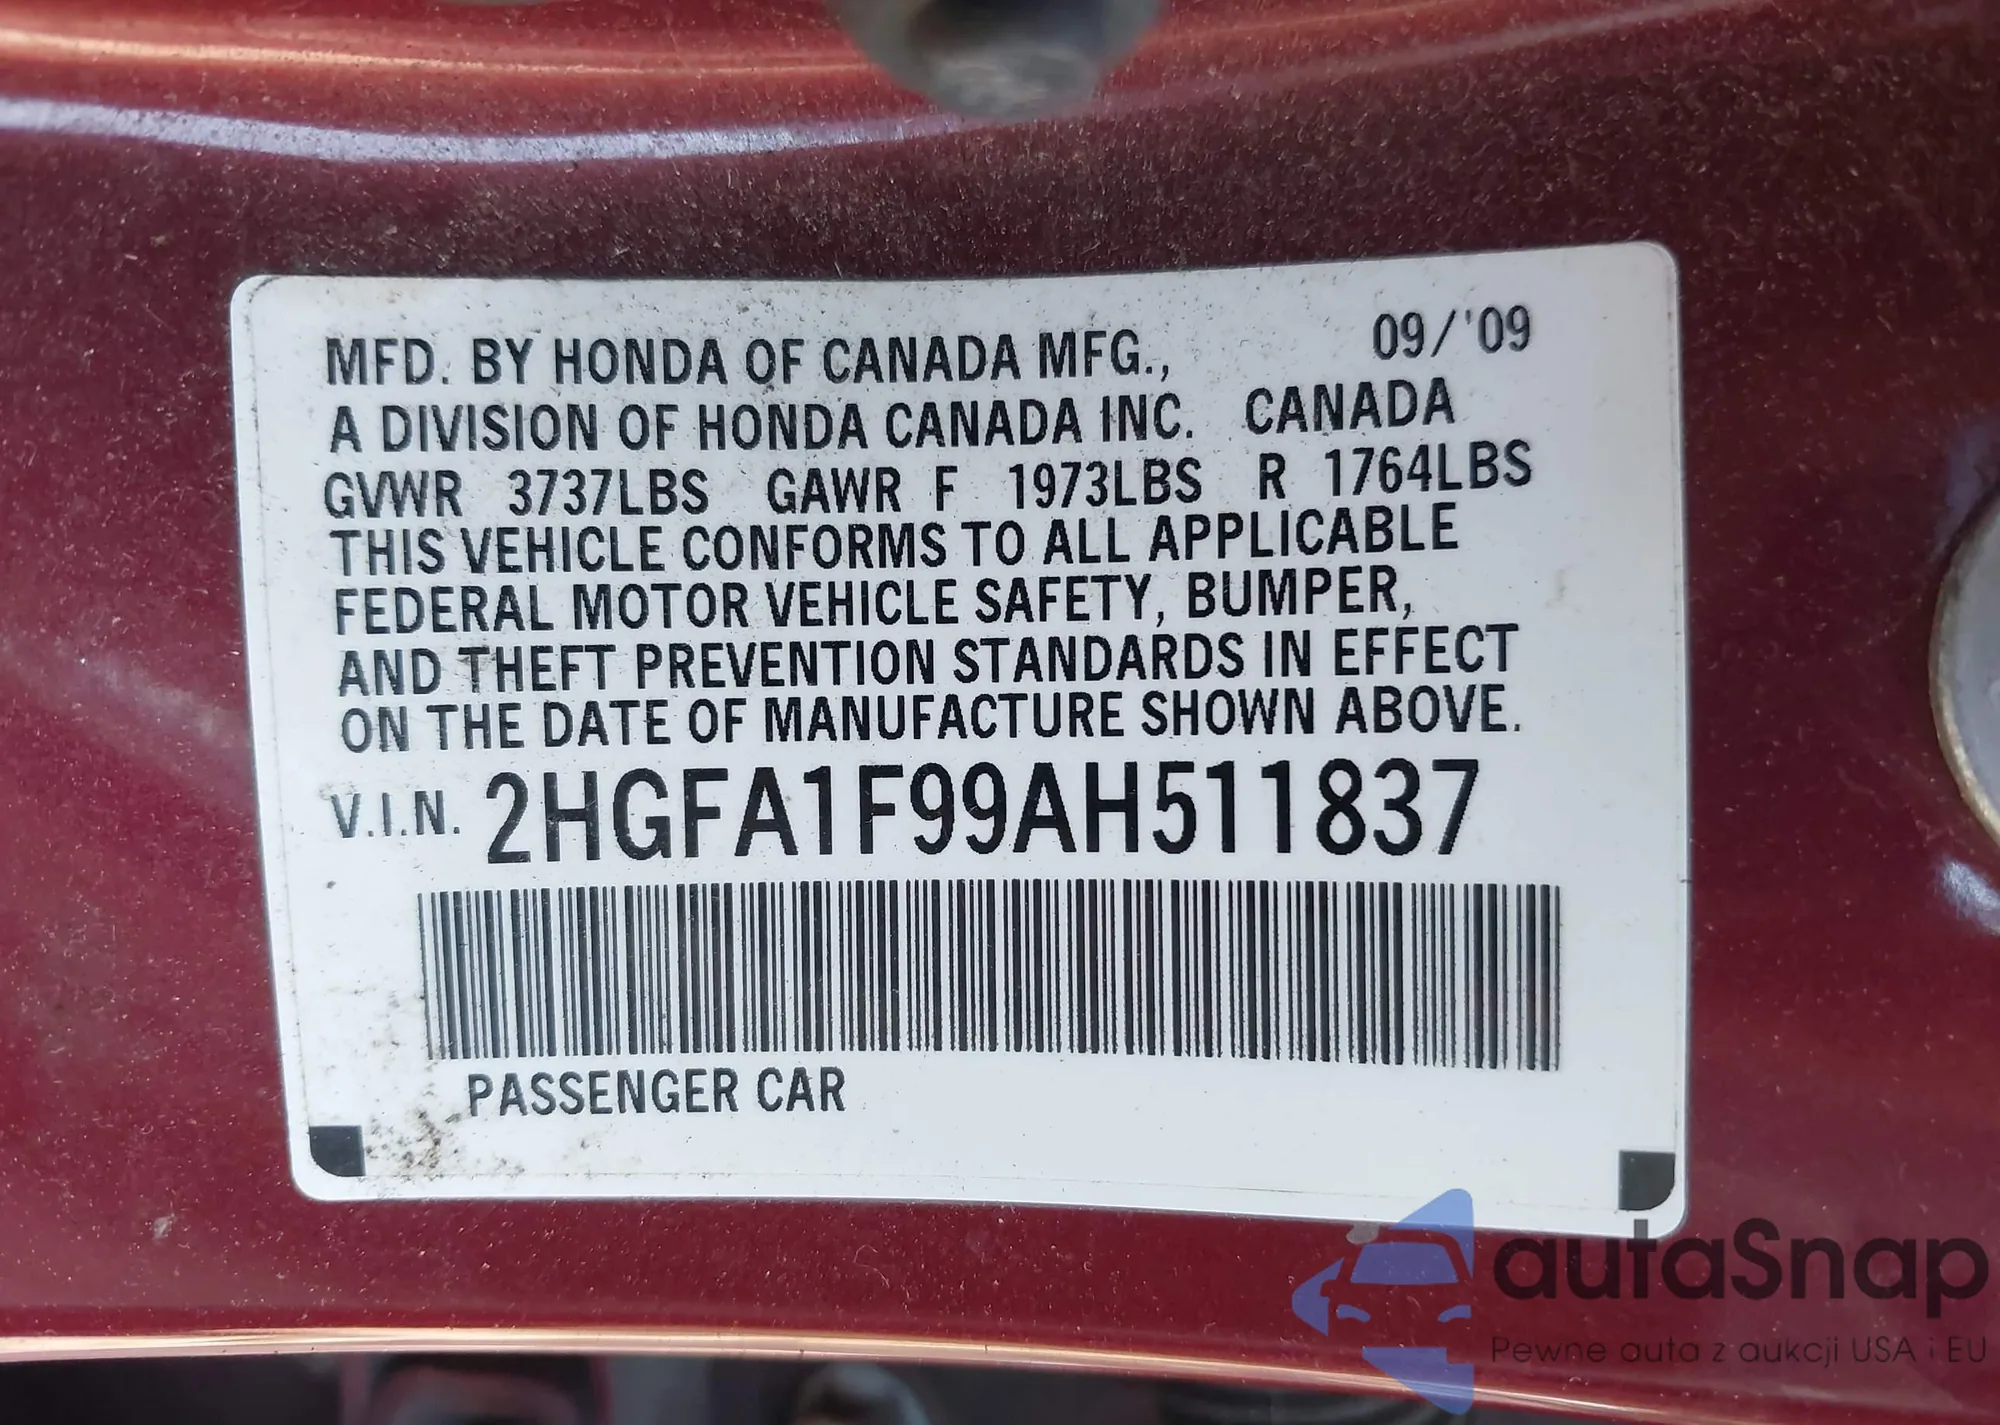 MFD. BY HONDA OF CANADA MFG., 09/'09
A DIVISION OF HONDA CANADA INC. CANADA
GVWR 3737LBS GAWR F 1973LBS R 1764LBS
THIS VEHICLE CONFORMS TO ALL APPLICABLE
FEDERAL MOTOR VEHICLE SAFETY, BUMPER,
AND THEFT PREVENTION STANDARDS IN EFFECT
ON THE DATE OF MANUFACTURE SHOWN ABOVE.
V.I.N. 2HGFA1F99AH511837
PASSENGER CAR
autaSnap
Pewne auta z aukcji USA i EU